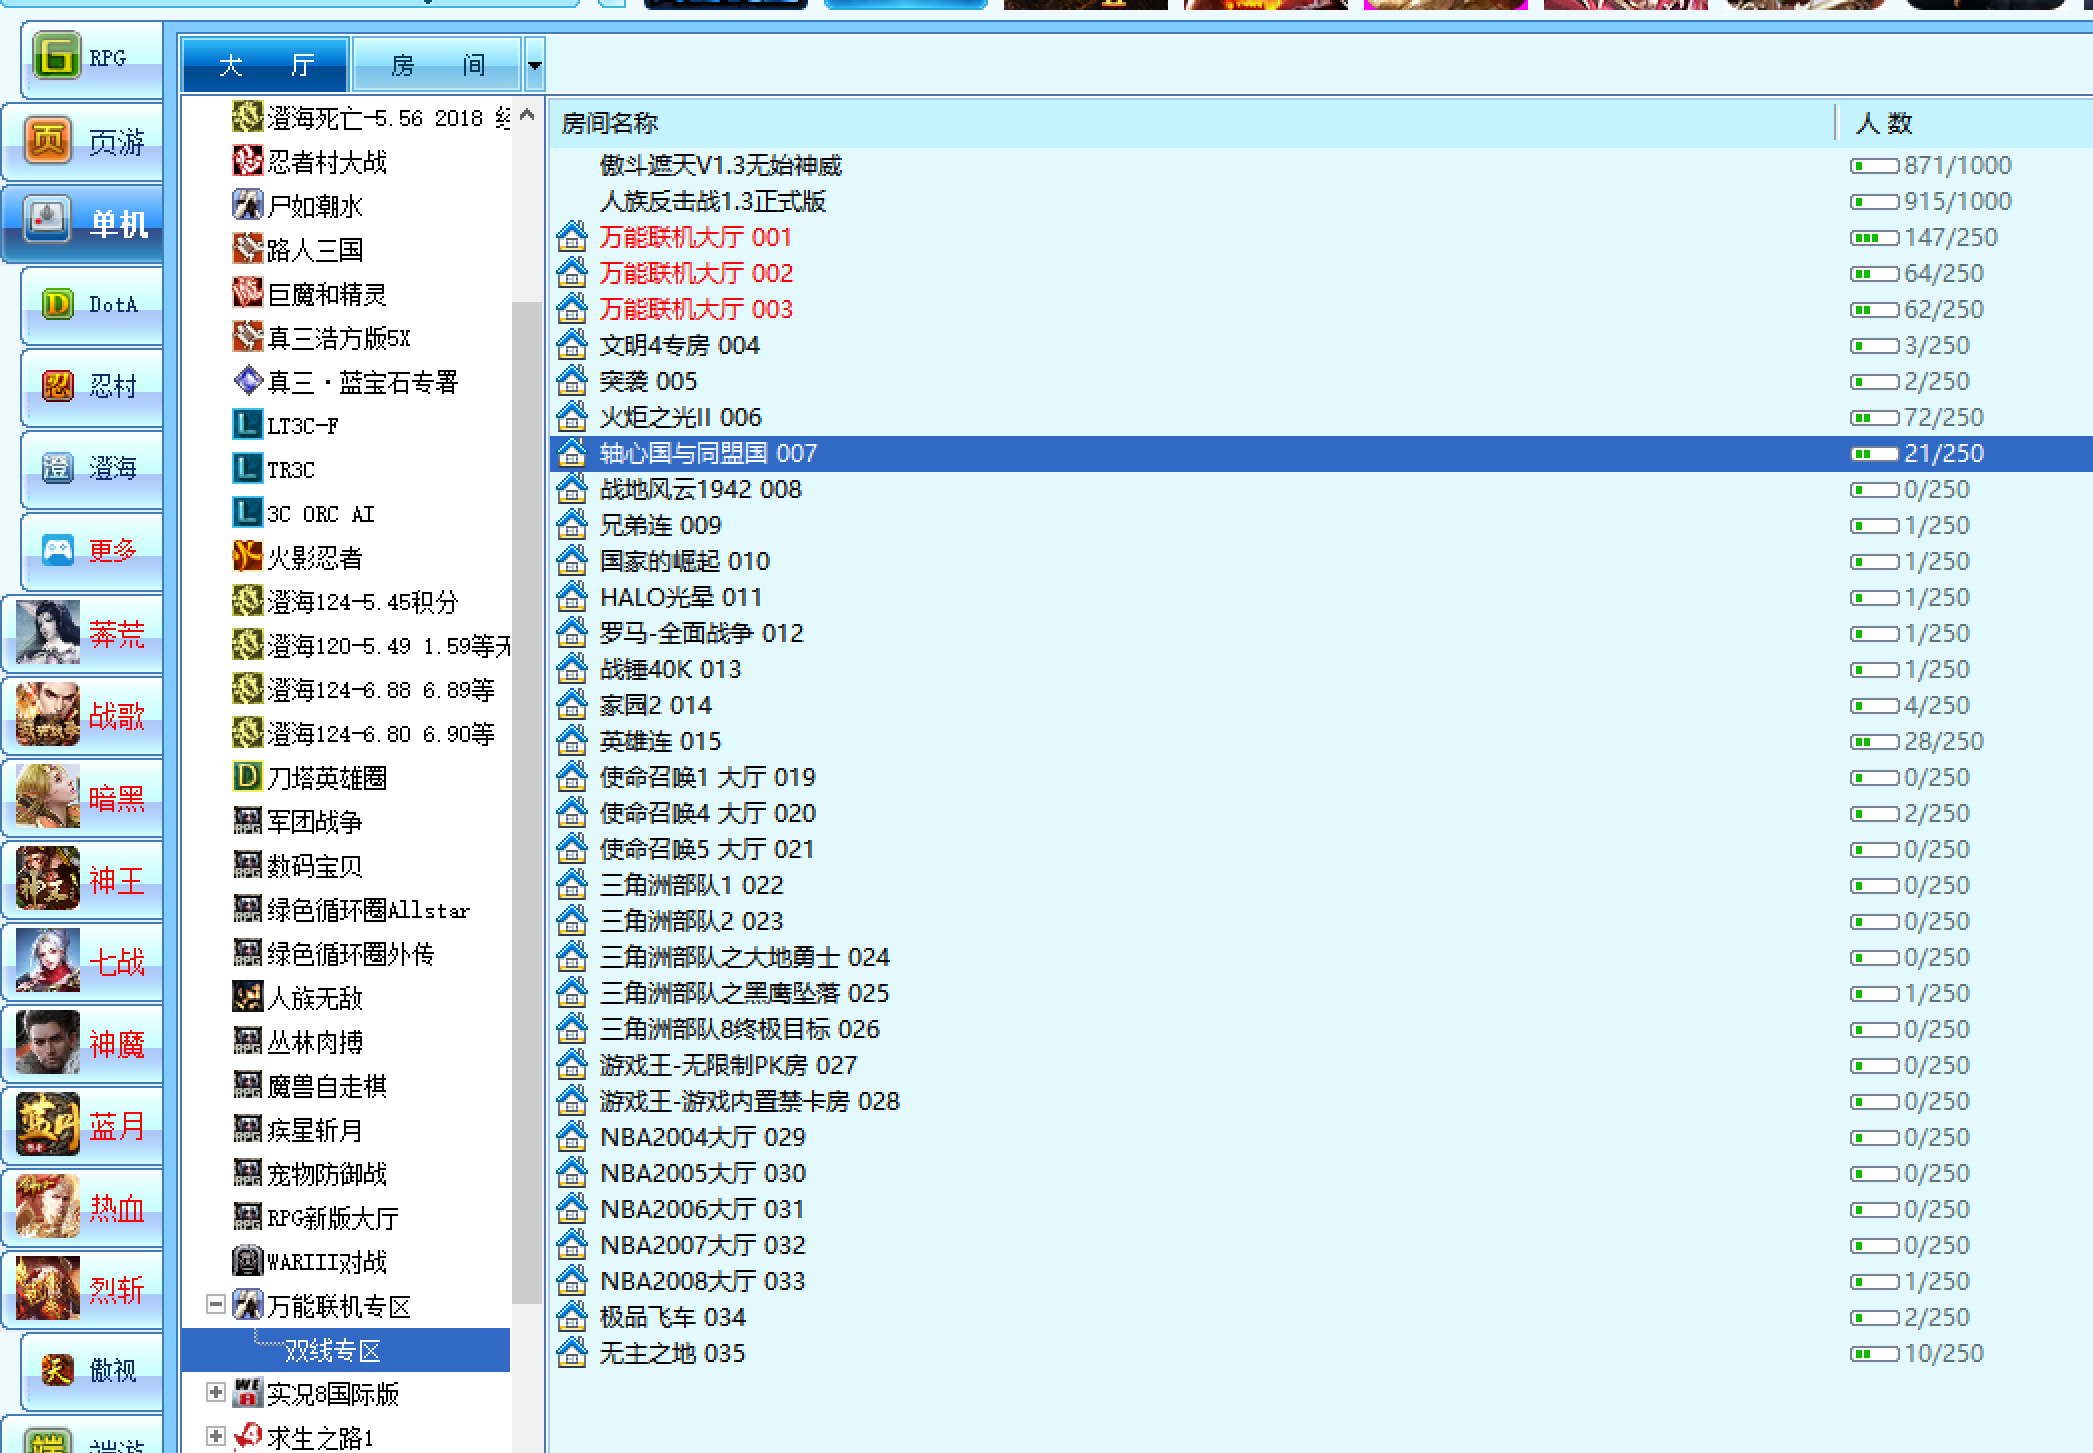 RPG
页游
单机
DotA
忍村
澄海
更多
莽荒
战歌
暗黑
神王
七战
神魔
蓝月
热血
烈斩
傲视
端游
大 厅
房 间
澄海死亡-5.56 2018
忍者村大战
尸如潮水
路人三国
巨魔和精灵
真三浩方版5X
真三·蓝宝石专署
LT3C-F
TR3C
3C ORC AI
火影忍者
澄海124-5.45积分
澄海120-5.49 1.59等
澄海124-6.88 6.89等
澄海124-6.80 6.90等
刀塔英雄圈
军团战争
数码宝贝
绿色循环圈Allstar
绿色循环圈外传
人族无敌
丛林肉搏
魔兽自走棋
疾星斩月
宠物防御战
RPG新版大厅
WARIII对战
万能联机专区
双线专区
实况8国际版
求生之路1
房间名称 人数
傲斗遮天V1.3无始神威 871/1000
人族反击战1.3正式版 915/1000
万能联机大厅 001 147/250
万能联机大厅 002 64/250
万能联机大厅 003 62/250
文明4专房 004 3/250
突袭 005 2/250
火炬之光II 006 72/250
轴心国与同盟国 007 21/250
战地风云1942 008 0/250
兄弟连 009 1/250
国家的崛起 010 1/250
HALO光晕 011 1/250
罗马-全面战争 012 1/250
战锤40K 013 1/250
家园2 014 4/250
英雄连 015 28/250
使命召唤1 大厅 019 0/250
使命召唤4 大厅 020 2/250
使命召唤5 大厅 021 0/250
三角洲部队1 022 0/250
三角洲部队2 023 0/250
三角洲部队之大地勇士 024 0/250
三角洲部队之黑鹰坠落 025 1/250
三角洲部队8终极目标 026 0/250
游戏王-无限制PK房 027 0/250
游戏王-游戏内置禁卡房 028 0/250
NBA2004大厅 029 0/250
NBA2005大厅 030 0/250
NBA2006大厅 031 0/250
NBA2007大厅 032 0/250
NBA2008大厅 033 1/250
极品飞车 034 2/250
无主之地 035 10/250